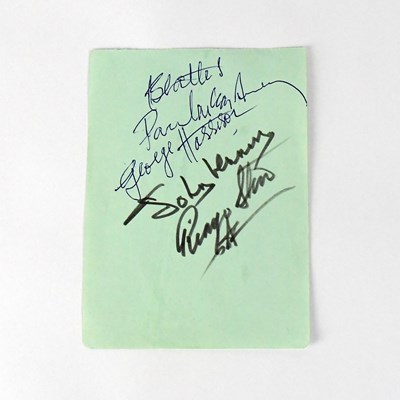 Beatles
Paul McCartney
George Harrison
John Lennon
Ringo Starr